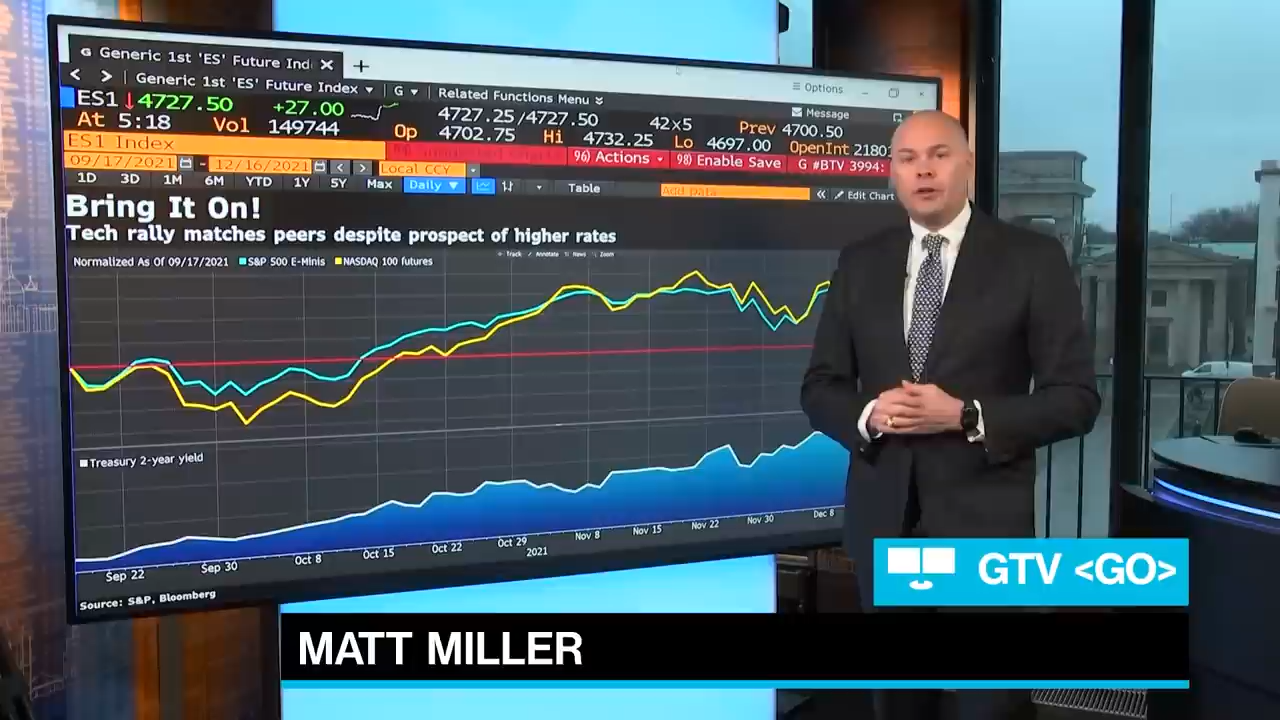 G Generic 1st 'ES' Future Ind X +
< > Generic 1st 'ES' Future Index G Related Functions Menu
Options
ES1 ↓4727.50 +27.00 4727.25/4727.50 42x5 Prev 4700.50
Message
At 5:18 Vol 149744 Op 4702.75 Hi 4732.25 Lo 4697.00 OpenInt 2180
ES1 Index 96) Actions 98) Enable Save G #BTV 3994:
09/17/2021 - 12/16/2021 < > Local CCY
1D 3D 1M 6M YTD 1Y 5Y Max Daily ▼ Table Add Data « Edit Chart
Bring It On!
Tech rally matches peers despite prospect of higher rates
Track Annotate News Zoom
Normalized As Of 09/17/2021 S&P 500 E-Minis NASDAQ 100 futures
Treasury 2-year yield
Sep 22 Sep 30 Oct 8 Oct 15 Oct 22 Oct 29 Nov 8 Nov 15 Nov 22 Nov 30 Dec 8
2021
Source: S&P, Bloomberg
GTV <GO>
MATT MILLER